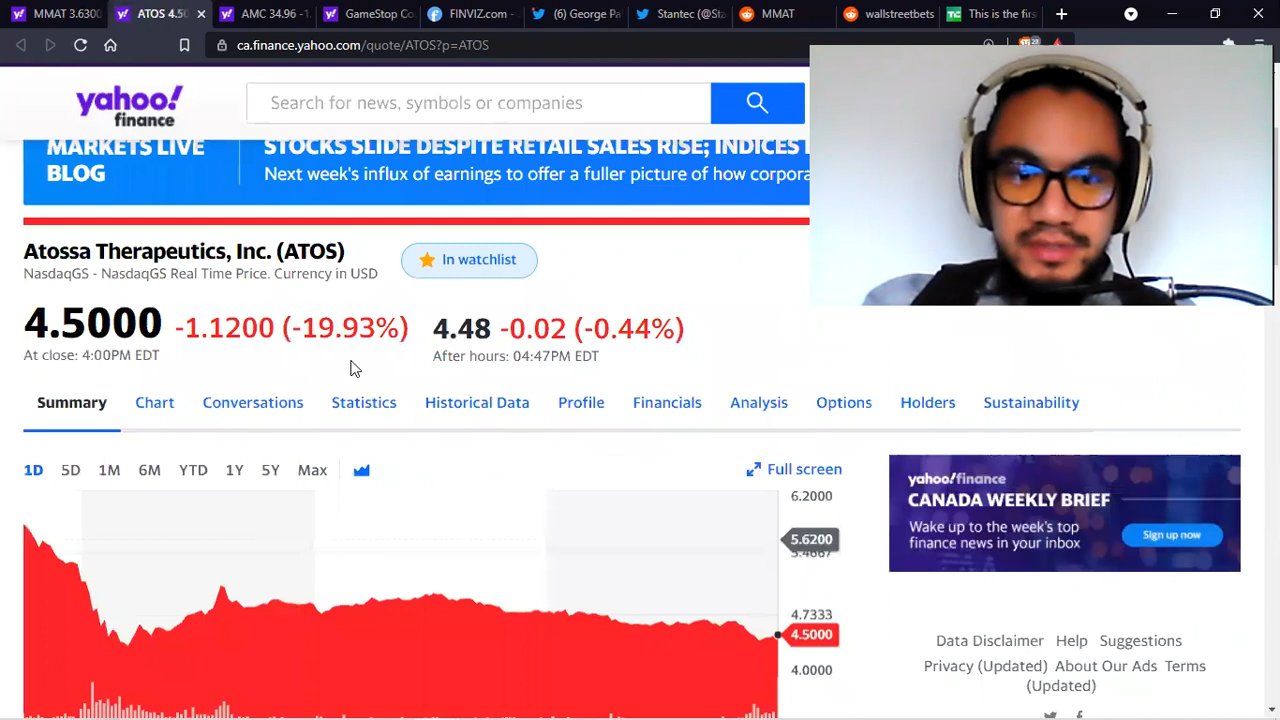 MMAT 3.6300
ATOS 4.50
AMC 34.96 -1.
GameStop Co
FINVIZ.com -
(6) George Pa
Stantec (@Sta
MMAT
wallstreetbets
This is the firs
ca.finance.yahoo.com/quote/ATOS?p=ATOS
yahoo!
finance
Search for news, symbols or companies
MARKETS LIVE
BLOG
STOCKS SLIDE DESPITE RETAIL SALES RISE; INDICES
Next week's influx of earnings to offer a fuller picture of how corpora
Atossa Therapeutics, Inc. (ATOS)
NasdaqGS - NasdaqGS Real Time Price. Currency in USD
In watchlist
4.5000 -1.1200 (-19.93%) 4.48 -0.02 (-0.44%)
At close: 4:00PM EDT After hours: 04:47PM EDT
Summary Chart Conversations Statistics Historical Data Profile Financials Analysis Options Holders Sustainability
1D 5D 1M 6M YTD 1Y 5Y Max Full screen
6.2000
5.6200
5.4667
4.7333
4.5000
4.0000
yahoo!finance
CANADA WEEKLY BRIEF
Wake up to the week's top
finance news in your inbox
Sign up now
Data Disclaimer Help Suggestions
Privacy (Updated) About Our Ads Terms
(Updated)